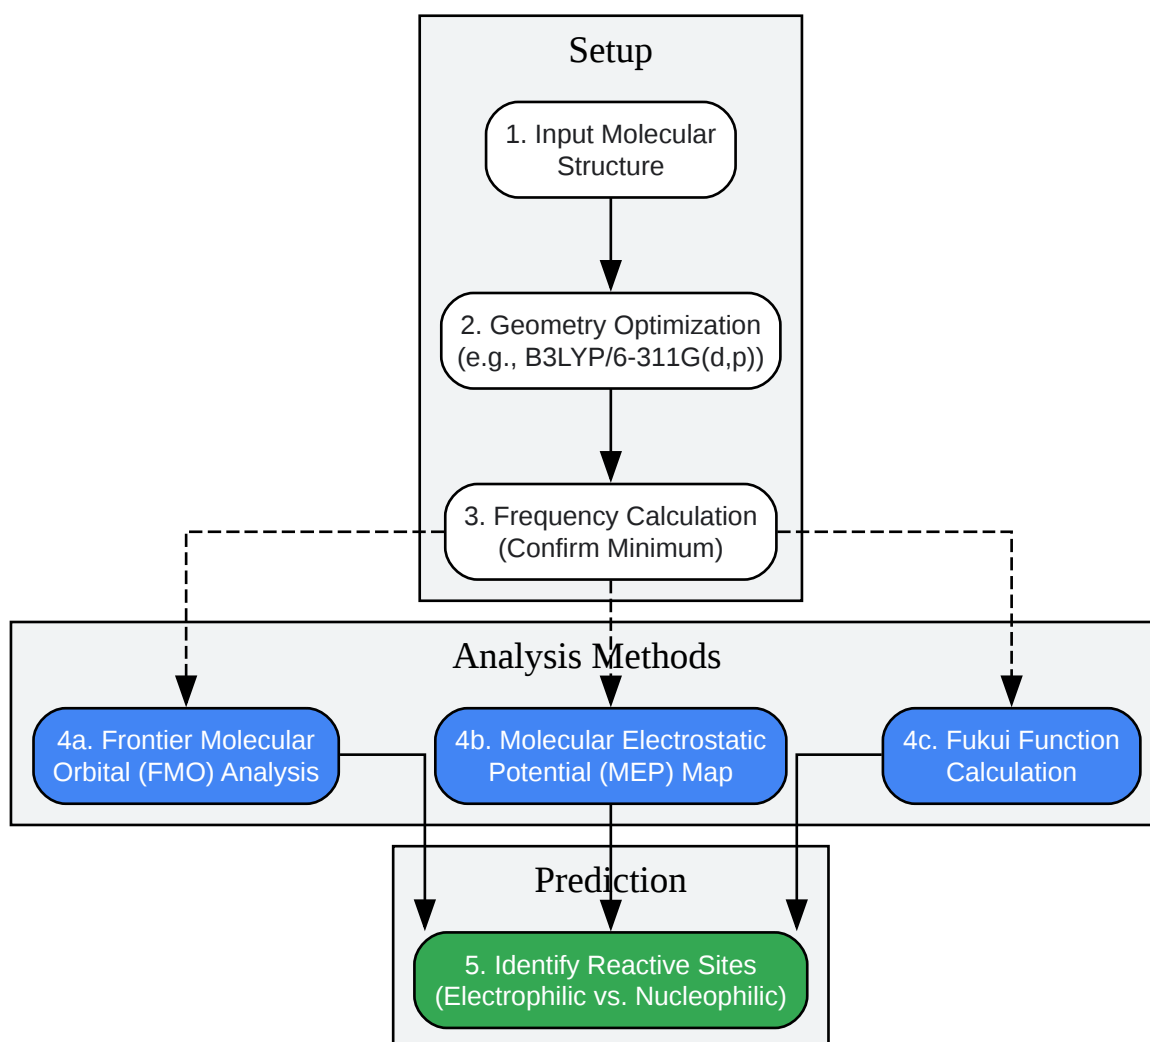 Setup
1. Input Molecular
Structure
2. Geometry Optimization
(e.g., B3LYP/6-311G(d,p))
3. Frequency Calculation
(Confirm Minimum)
Analysis Methods
4a. Frontier Molecular
Orbital (FMO) Analysis
4b. Molecular Electrostatic
Potential (MEP) Map
4c. Fukui Function
Calculation
Prediction
5. Identify Reactive Sites
(Electrophilic vs. Nucleophilic)